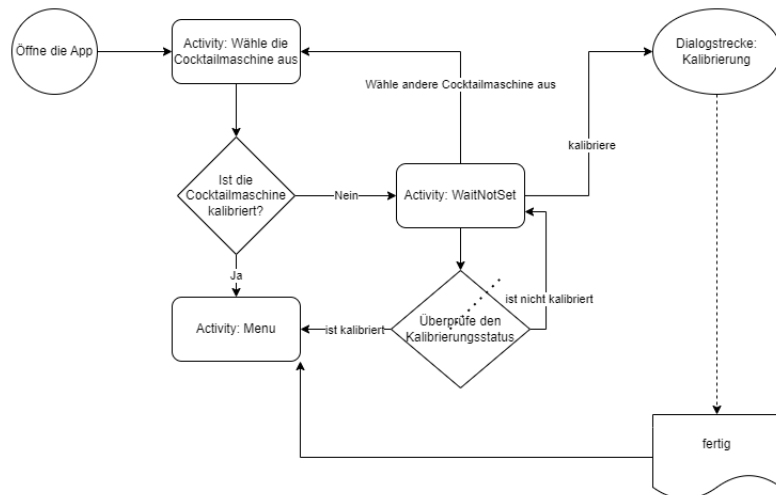 Öffne die App
Activity: Wähle die
Cocktailmaschine aus
Dialogstrecke:
Kalibrierung
Wähle andere Cocktailmaschine aus
kalibriere
Ist die
Cocktailmaschine
kalibriert?
Nein
Activity: WaitNotSet
Ja
ist nicht kalibriert
Activity: Menu
ist kalibriert
Überprüfe den
Kalibrierungsstatus
fertig